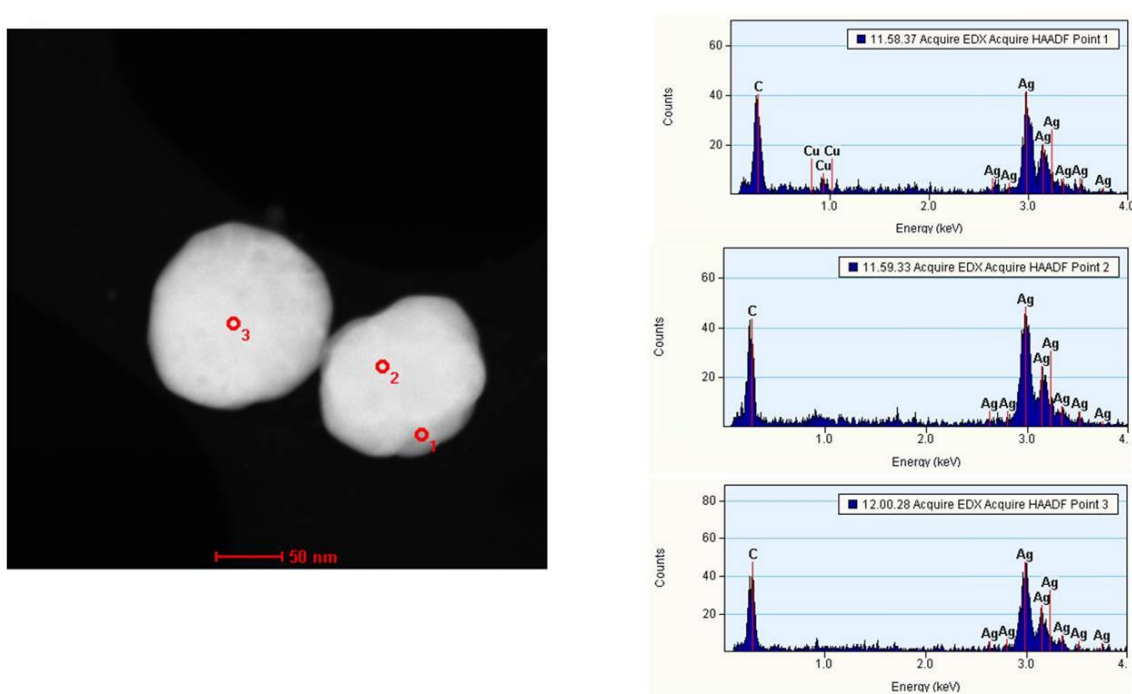 3
2
1
50 nm
11.58.37 Acquire EDX Acquire HAADF Point 1
Counts
60
40
20
C
Cu Cu
Cu
Ag
Ag
Ag
Ag Ag
Ag Ag
Ag
1.0 2.0 3.0 4.0
Energy (keV)
11.59.33 Acquire EDX Acquire HAADF Point 2
Counts
60
40
20
C
Ag
Ag
Ag
Ag Ag
Ag Ag
Ag
1.0 2.0 3.0 4.
Energy (keV)
12.00.28 Acquire EDX Acquire HAADF Point 3
Counts
80
60
40
20
C
Ag
Ag
Ag
Ag Ag
Ag Ag Ag
1.0 2.0 3.0 4.
Energy (keV)